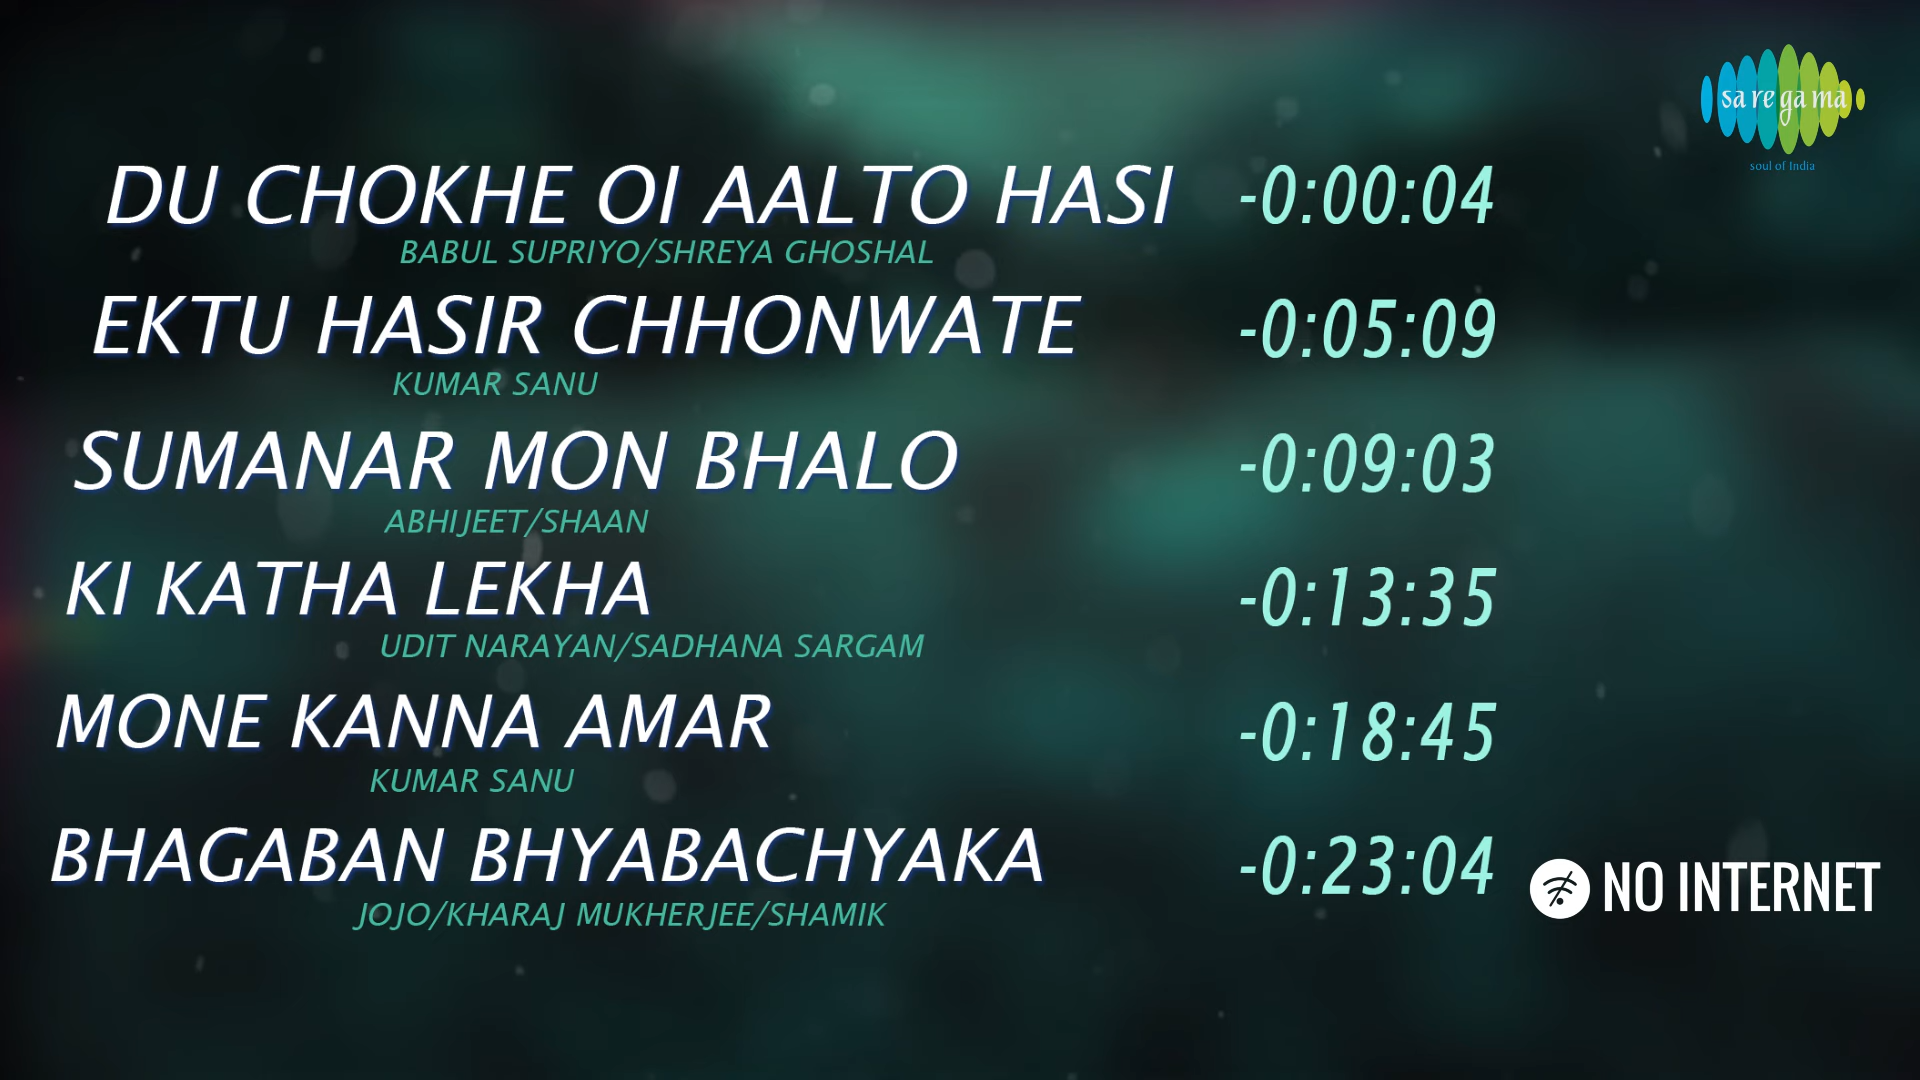 sa re ga ma
soul of India
DU CHOKHE OI AALTO HASI -0:00:04
BABUL SUPRIYO/SHREYA GHOSHAL
EKTU HASIR CHHONWATE -0:05:09
KUMAR SANU
SUMANAR MON BHALO -0:09:03
ABHIJEET/SHAAN
KI KATHA LEKHA -0:13:35
UDIT NARAYAN/SADHANA SARGAM
MONE KANNA AMAR -0:18:45
KUMAR SANU
BHAGABAN BHYABACHYAKA -0:23:04
JOJO/KHARAJ MUKHERJEE/SHAMIK
NO INTERNET